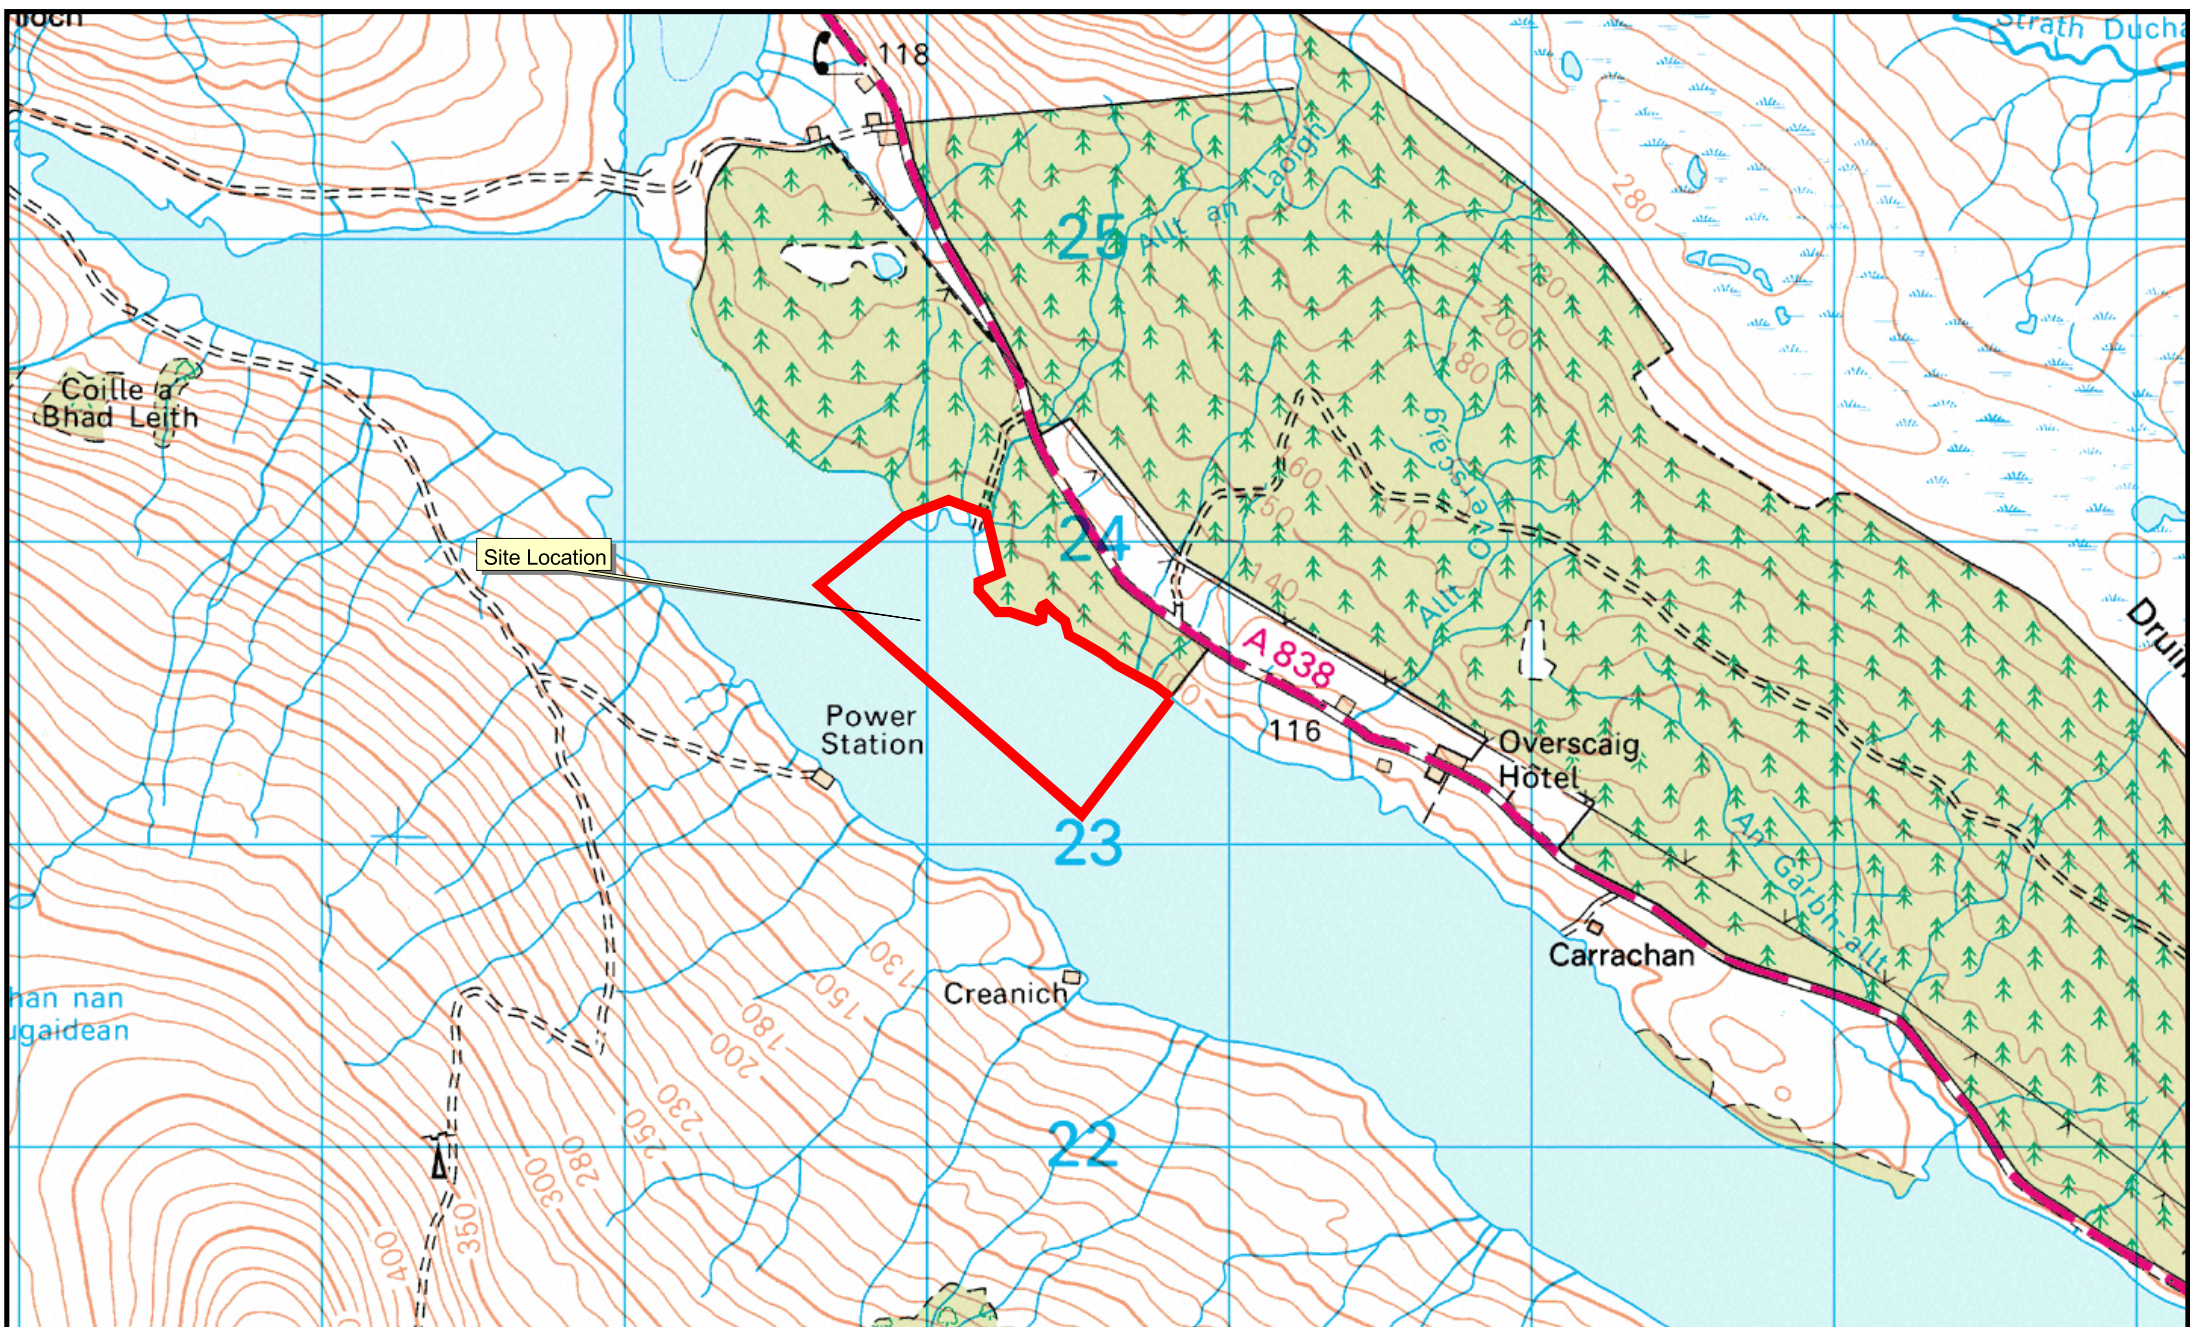 118
Strath Ducha
Allt an Laoigh
280
25
280
200
180
Coille a'
Bhad Leith
Allt Overscaig
160
150
170
24
Site Location
140
A 838
100
Power
Station
116
Overscaig
Hotel
Druim
23
An Garbh-allt
Carrachan
130
150
180
200
230
250
280
300
350
400
Creanich
han nan
ugaidean
22